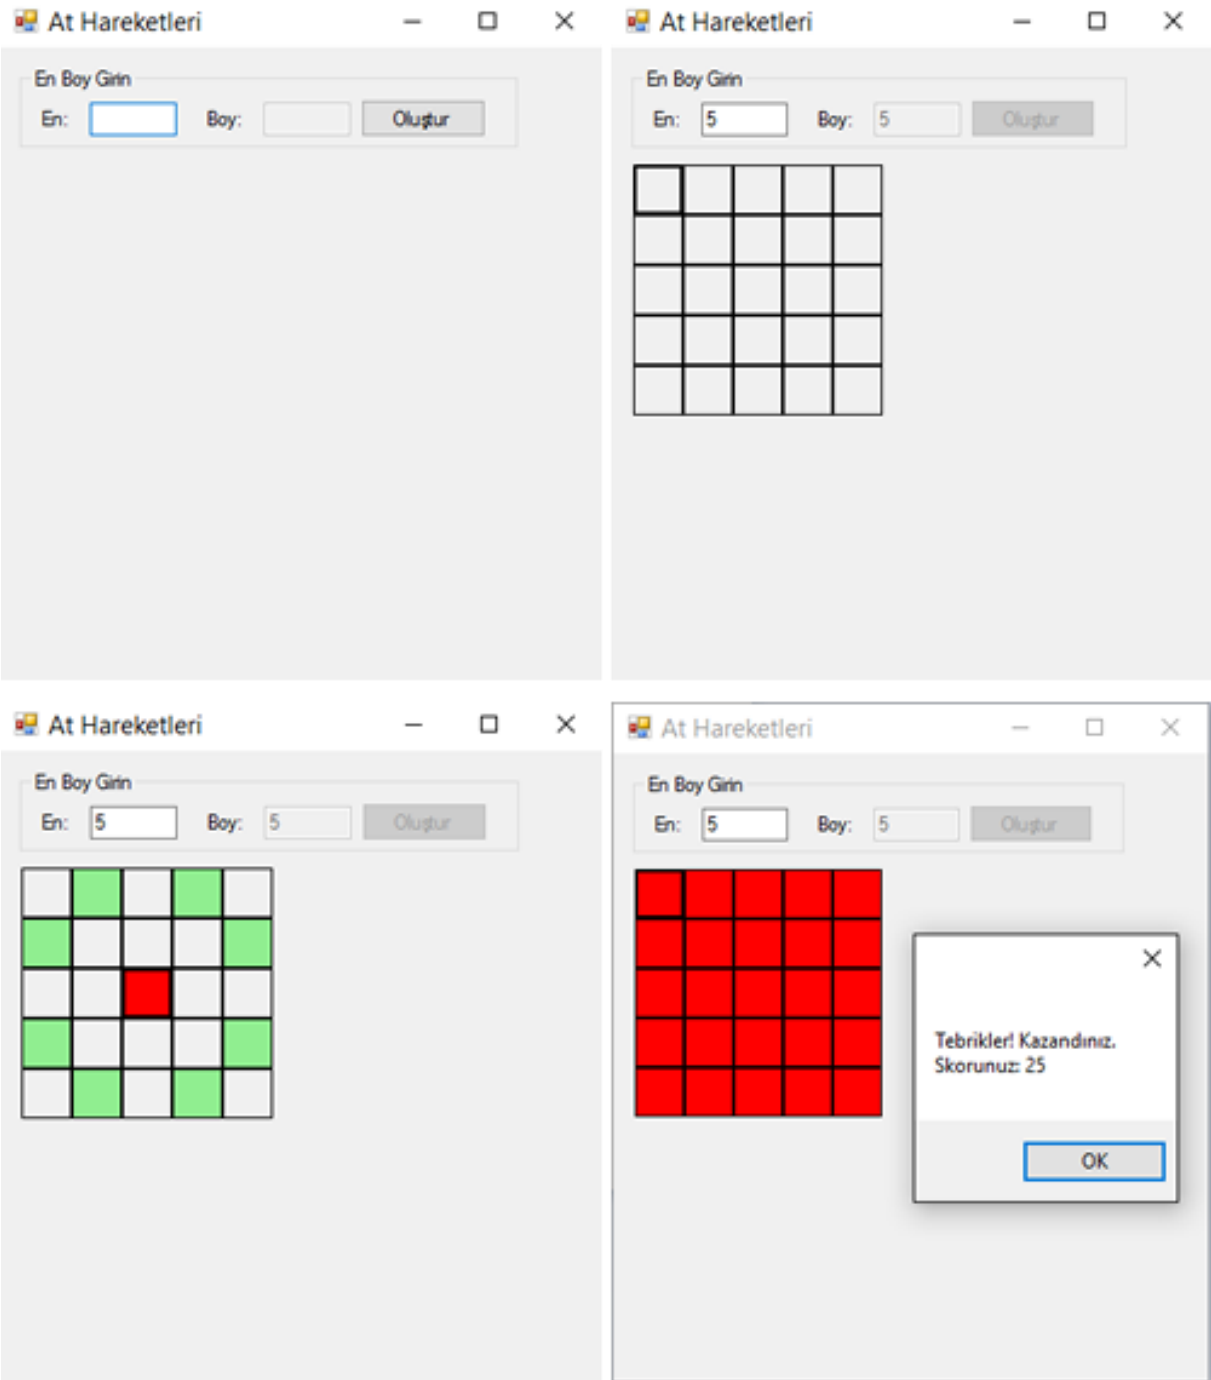 At Hareketleri
En Boy Girin
En: Boy: Oluştur
At Hareketleri
En Boy Girin
En: 5 Boy: 5 Oluştur
At Hareketleri
En Boy Girin
En: 5 Boy: 5 Oluştur
At Hareketleri
En Boy Girin
En: 5 Boy: 5 Oluştur
Tebrikler! Kazandınız.
Skorunuz: 25
OK